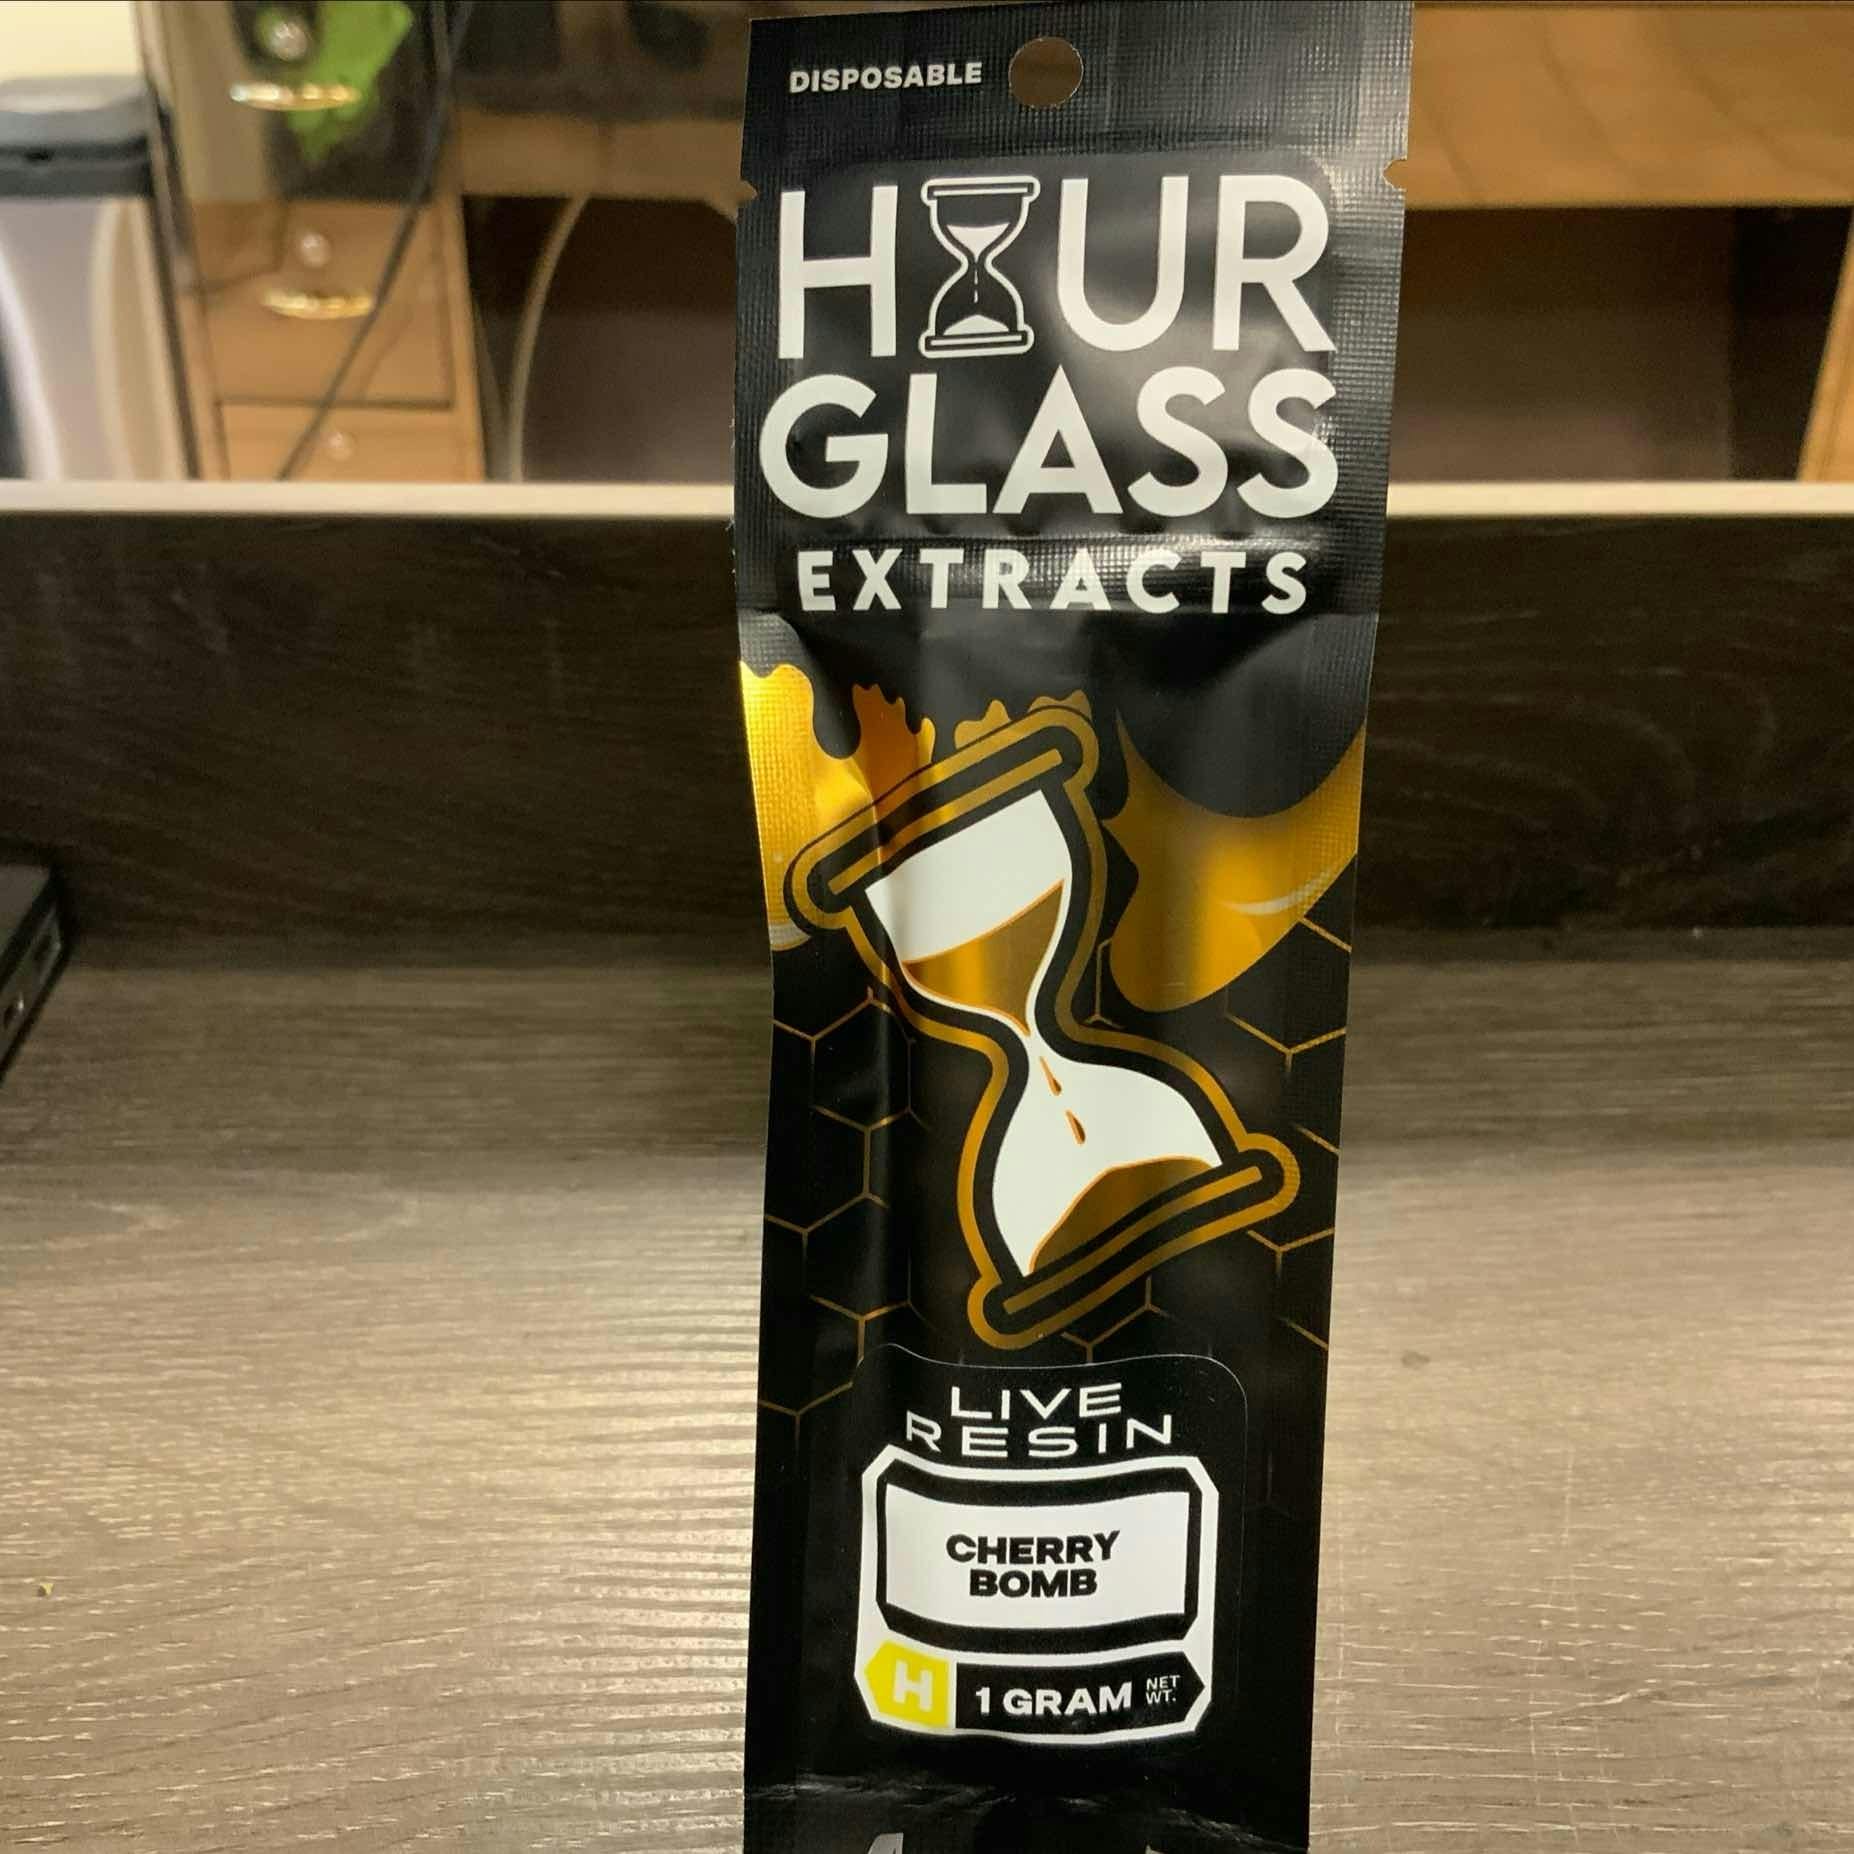 DISPOSABLE
HOUR
GLASS
EXTRACTS
LIVE
RESIN
CHERRY
BOMB
H 1 GRAM NET WT.